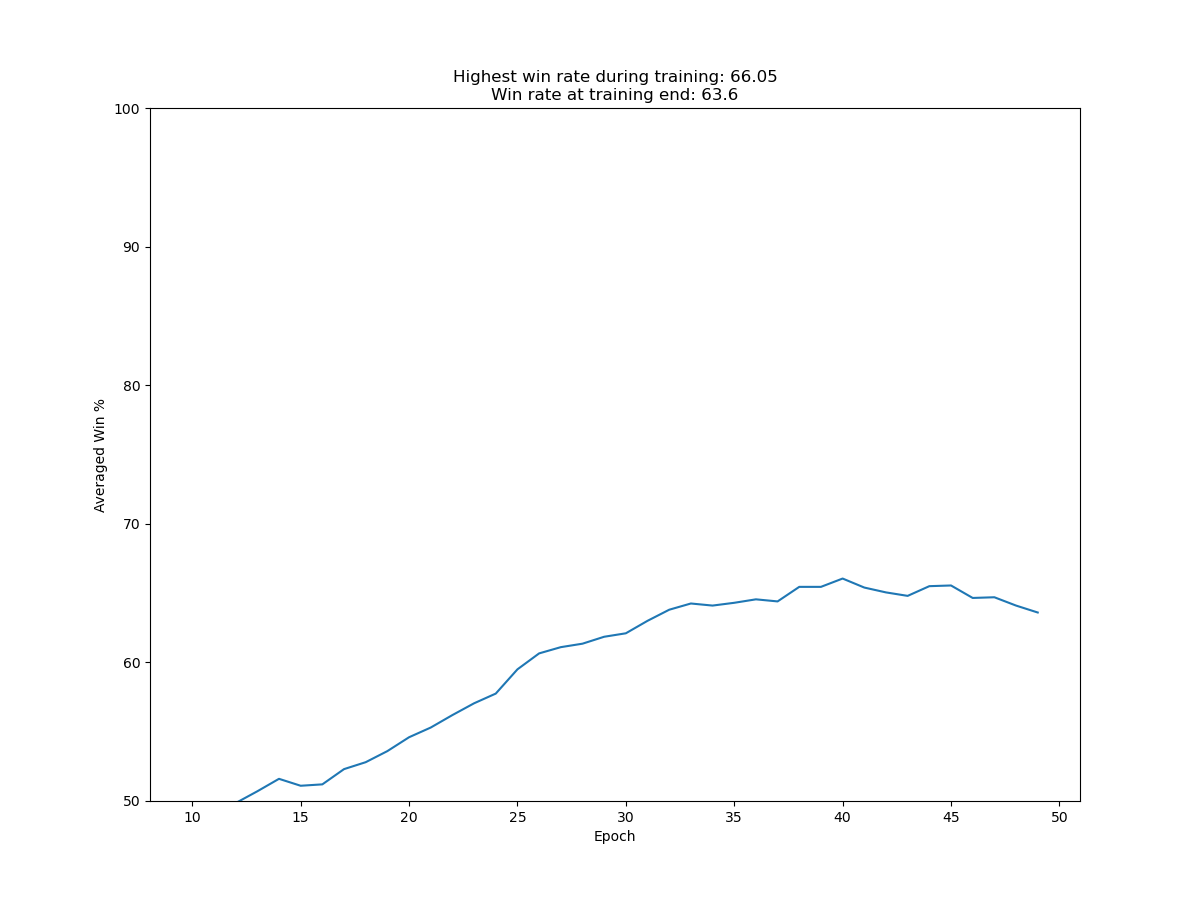 Highest win rate during training: 66.05
Win rate at training end: 63.6
100
90
80
70
60
50
Averaged Win %
10 15 20 25 30 35 40 45 50
Epoch